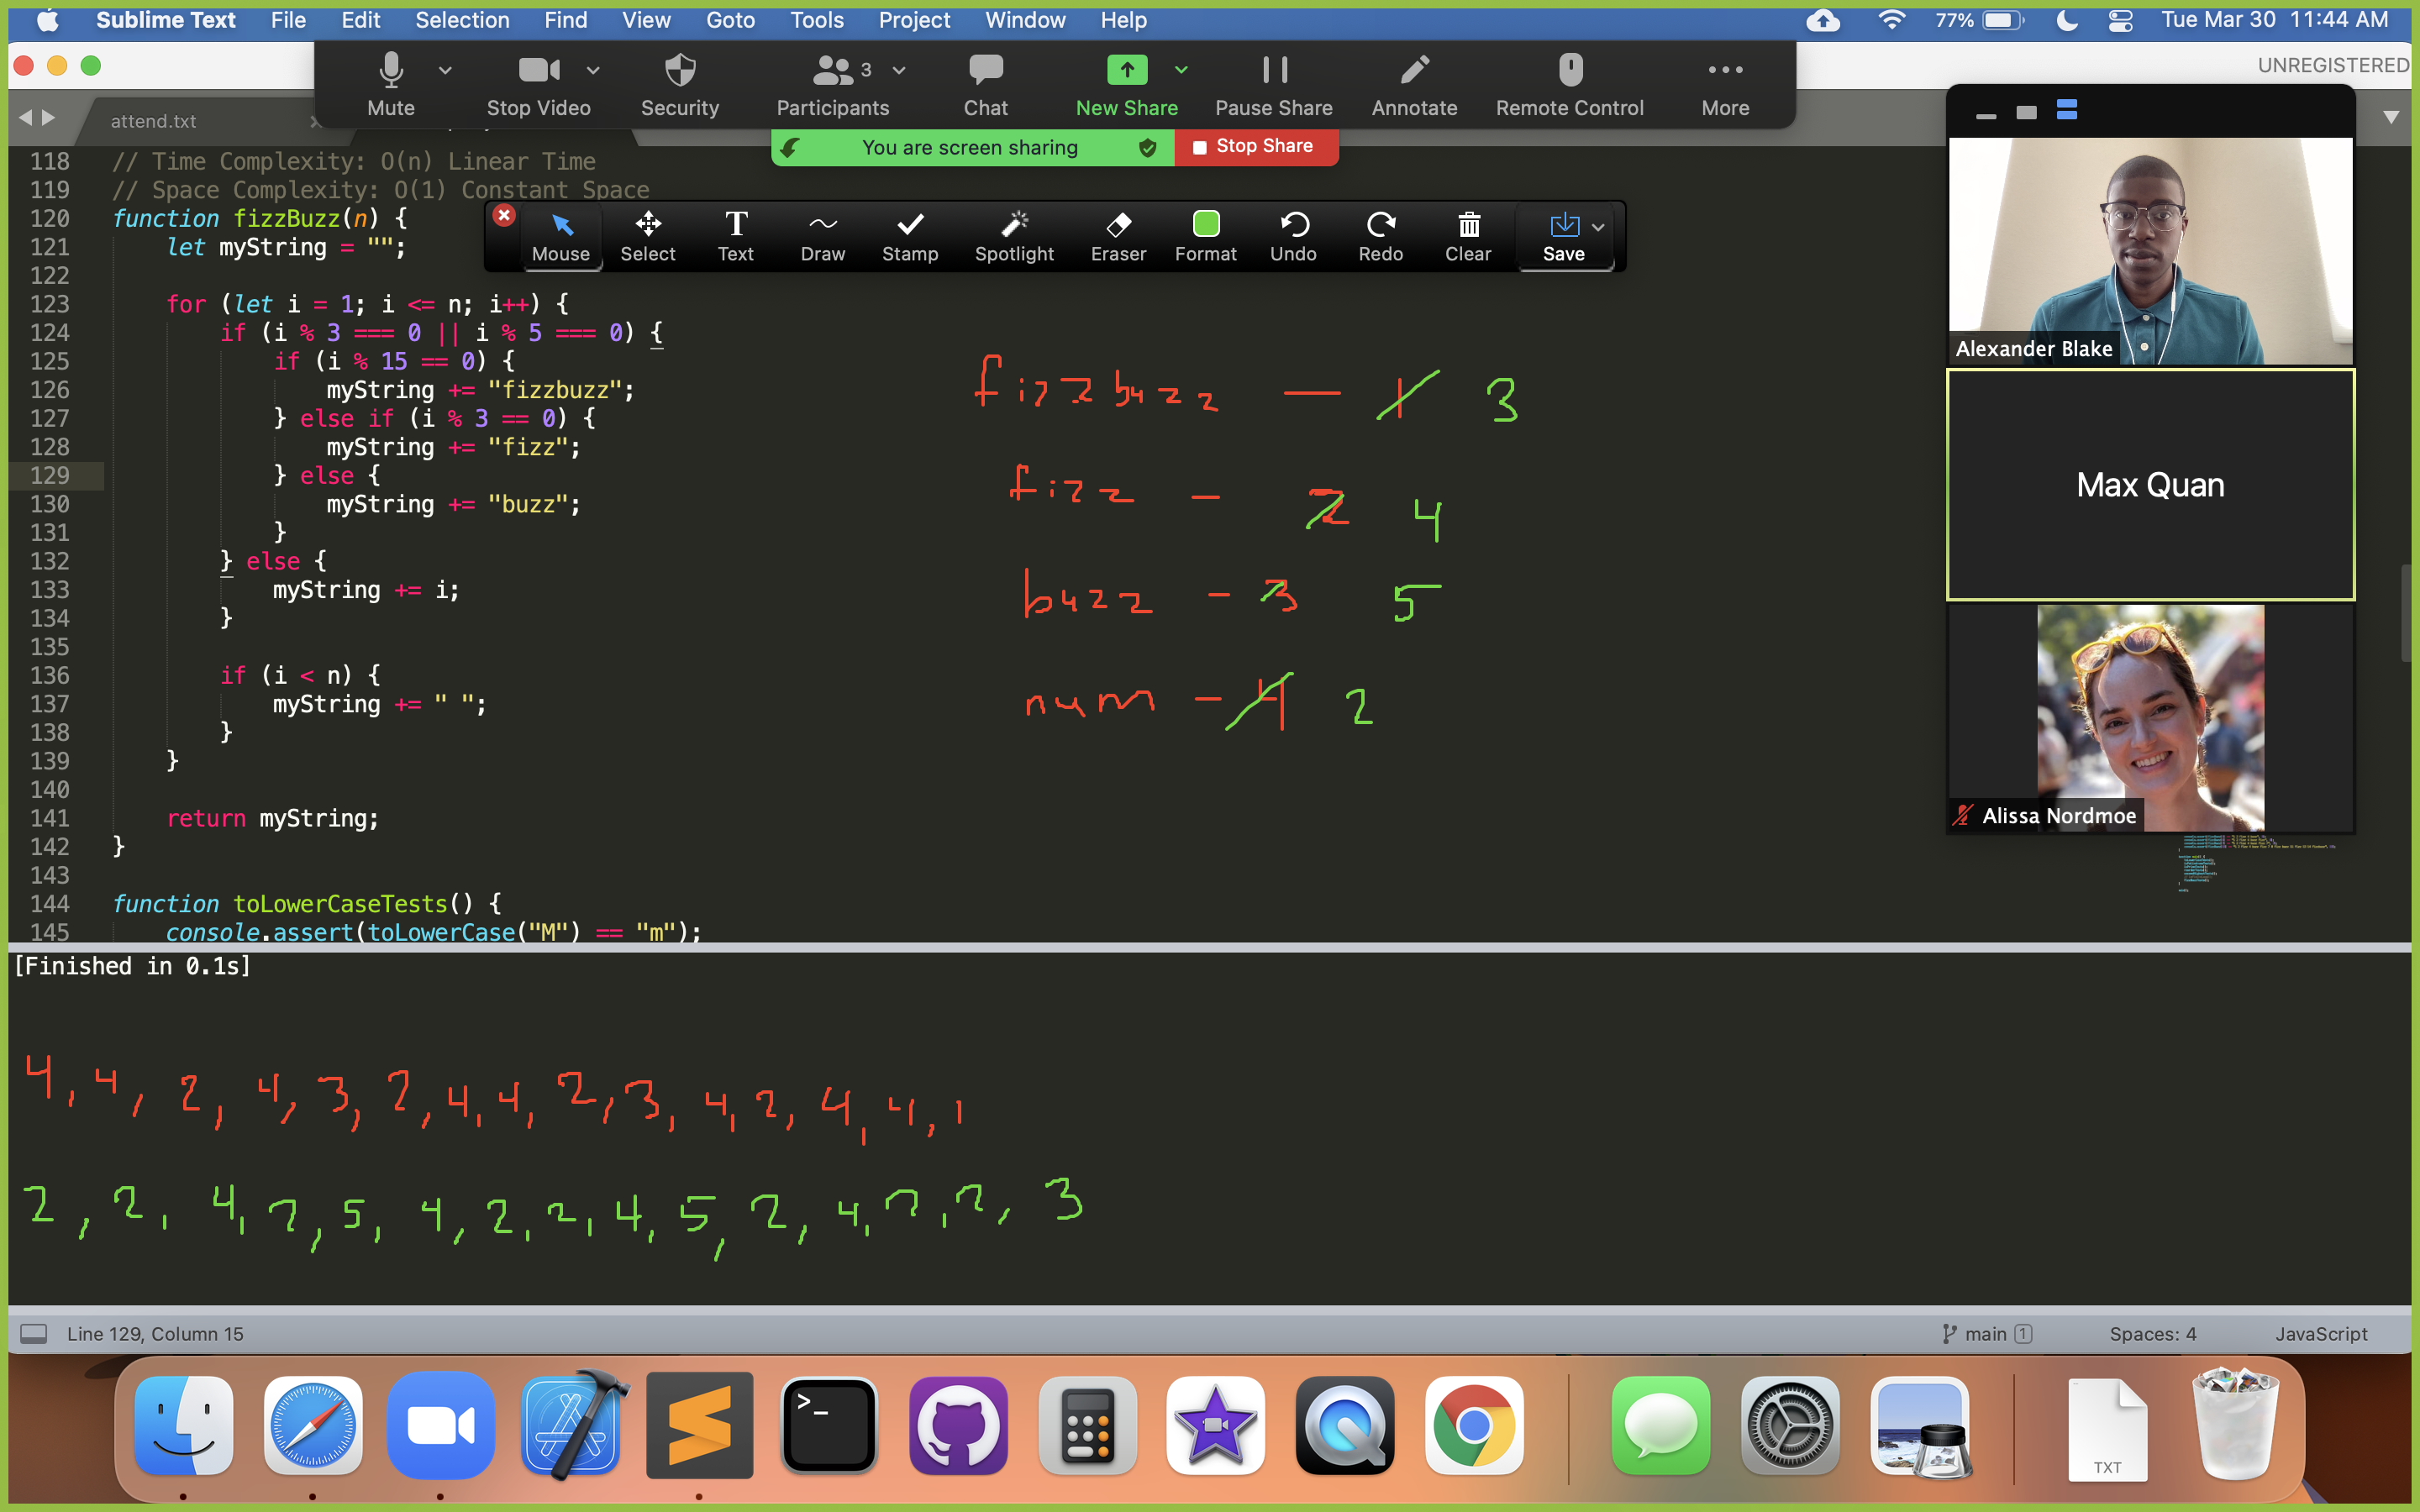 Sublime Text File Edit Selection Find View Goto Tools Project Window Help 77% Tue Mar 30 11:44 AM
UNREGISTERED
Mute Stop Video Security Participants 3 Chat New Share Pause Share Annotate Remote Control More
attend.txt
You are screen sharing Stop Share
Mouse Select Text Draw Stamp Spotlight Eraser Format Undo Redo Clear Save
118 // Time Complexity: O(n) Linear Time
119 // Space Complexity: O(1) Constant Space
120 function fizzBuzz(n) {
121 let myString = "";
122
123 for (let i = 1; i <= n; i++) {
124 if (i % 3 === 0 || i % 5 === 0) {
125 if (i % 15 == 0) {
126 myString += "fizzbuzz";
127 } else if (i % 3 == 0) {
128 myString += "fizz";
129 } else {
130 myString += "buzz";
131 }
132 } else {
133 myString += i;
134 }
135
136 if (i < n) {
137 myString += " ";
138 }
139 }
140
141 return myString;
142 }
143
144 function toLowerCaseTests() {
145 console.assert(toLowerCase("M") == "m");
fizzbuzz — 1 3
fizz - 2 4
buzz - 3 5
num - 4 2
Alexander Blake
Max Quan
Alissa Nordmoe
[Finished in 0.1s]
4, 4, 2, 4, 3, 2, 4, 4, 2, 3, 4, 2, 4, 4, 1
2, 2, 4, 2, 5, 4, 2, 2, 4, 5, 2, 4, 2, 2, 3
Line 129, Column 15 main 1 Spaces: 4 JavaScript
>_
TXT